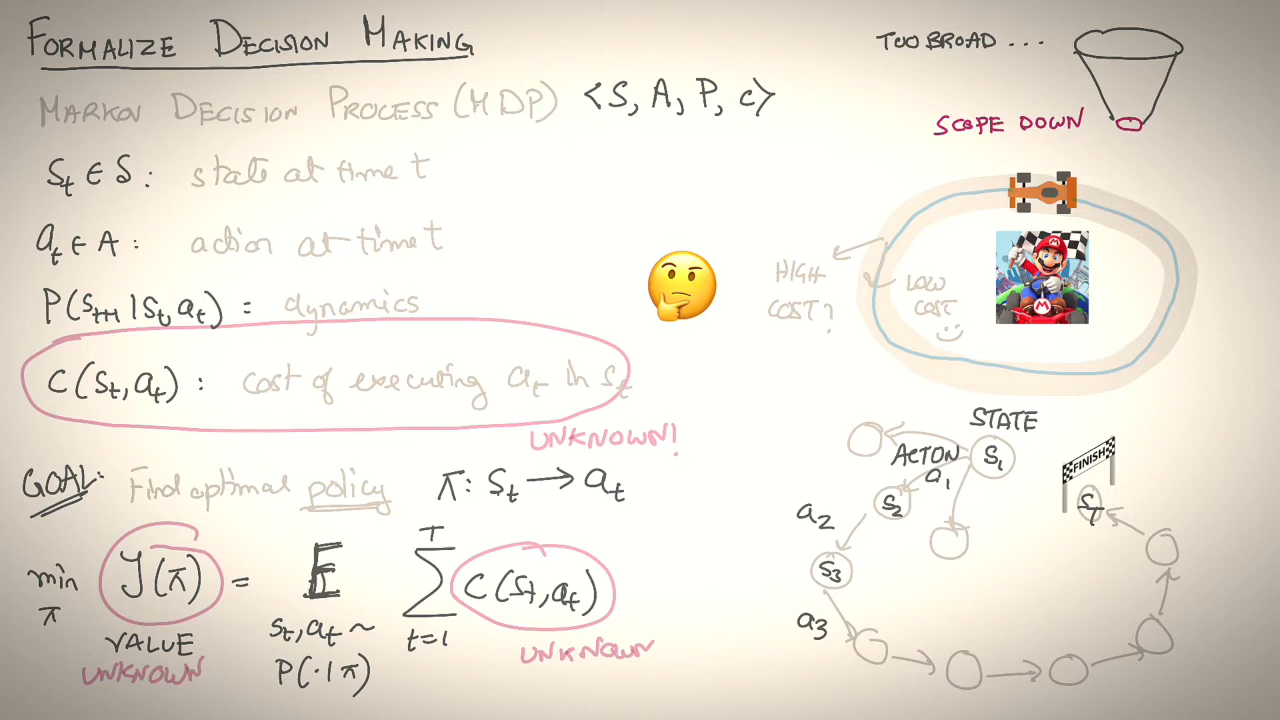 FORMALIZE DECISION MAKING
TOO BROAD ...
SCOPE DOWN
MARKOV DECISION PROCESS (MDP) <S, A, P, c>
St ∈ S : state at time t
at ∈ A : action at time t
P(St+1 | St, at) = dynamics
C(St, at) : cost of executing at in St
UNKNOWN!
HIGH
COST?
LOW
COST
M
M
GOAL: Find optimal policy π: St → at
min J(π) = E Σ C(St, at)
π
T
t=1
VALUE
UNKNOWN
St, at ~
P(·|π)
UNKNOWN
STATE
S1
ACTON
a1
S2
a2
S3
a3
FINISH
ST